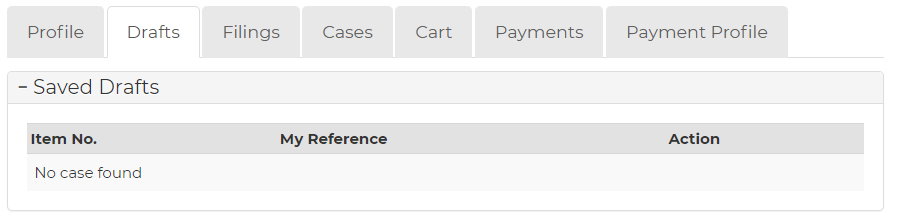 Profile Drafts Filings Cases Cart Payments Payment Profile
− Saved Drafts
Item No. My Reference Action
No case found